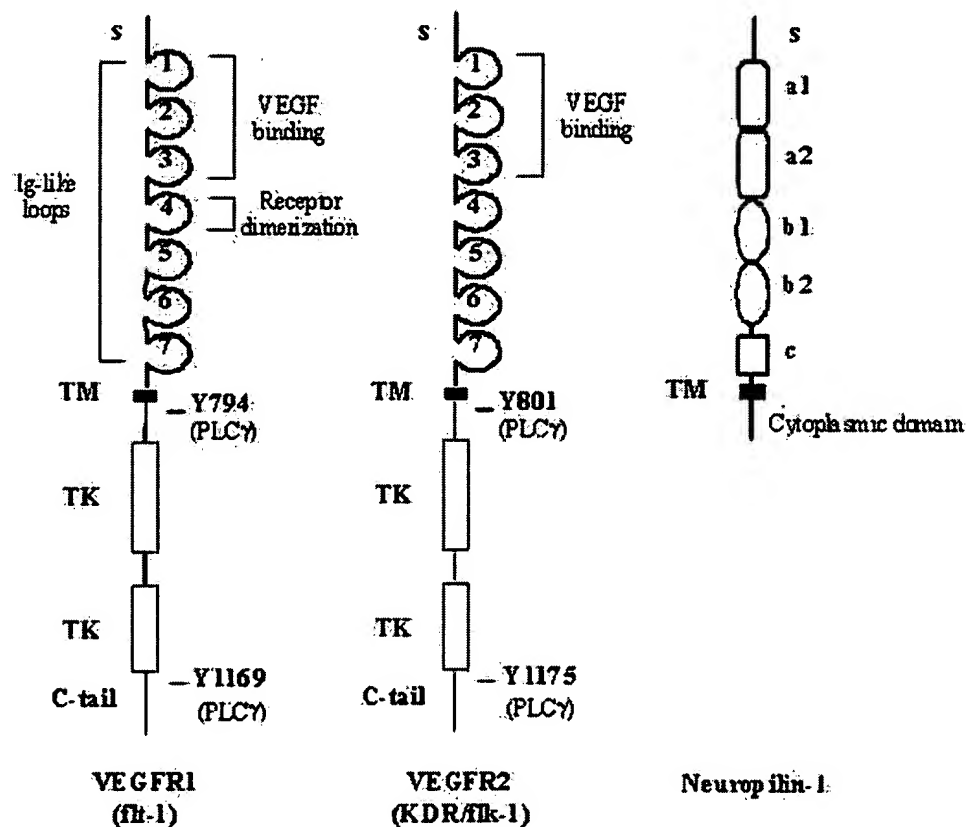 s
1
2
3
4
5
6
7
Ig-like
loops
VEGF
binding
Receptor
dimerization
TM
Y794
(PLCγ)
TK
TK
Y1169
(PLCγ)
C-tail
VEGFR1
(flt-1)
s
1
2
3
4
5
6
7
VEGF
binding
Y801
(PLCγ)
TK
TK
Y1175
(PLCγ)
C-tail
VEGFR2
(KDR/flk-1)
s
a1
a2
b1
b2
c
TM
Cytoplasmic domain
Neuropilin-1